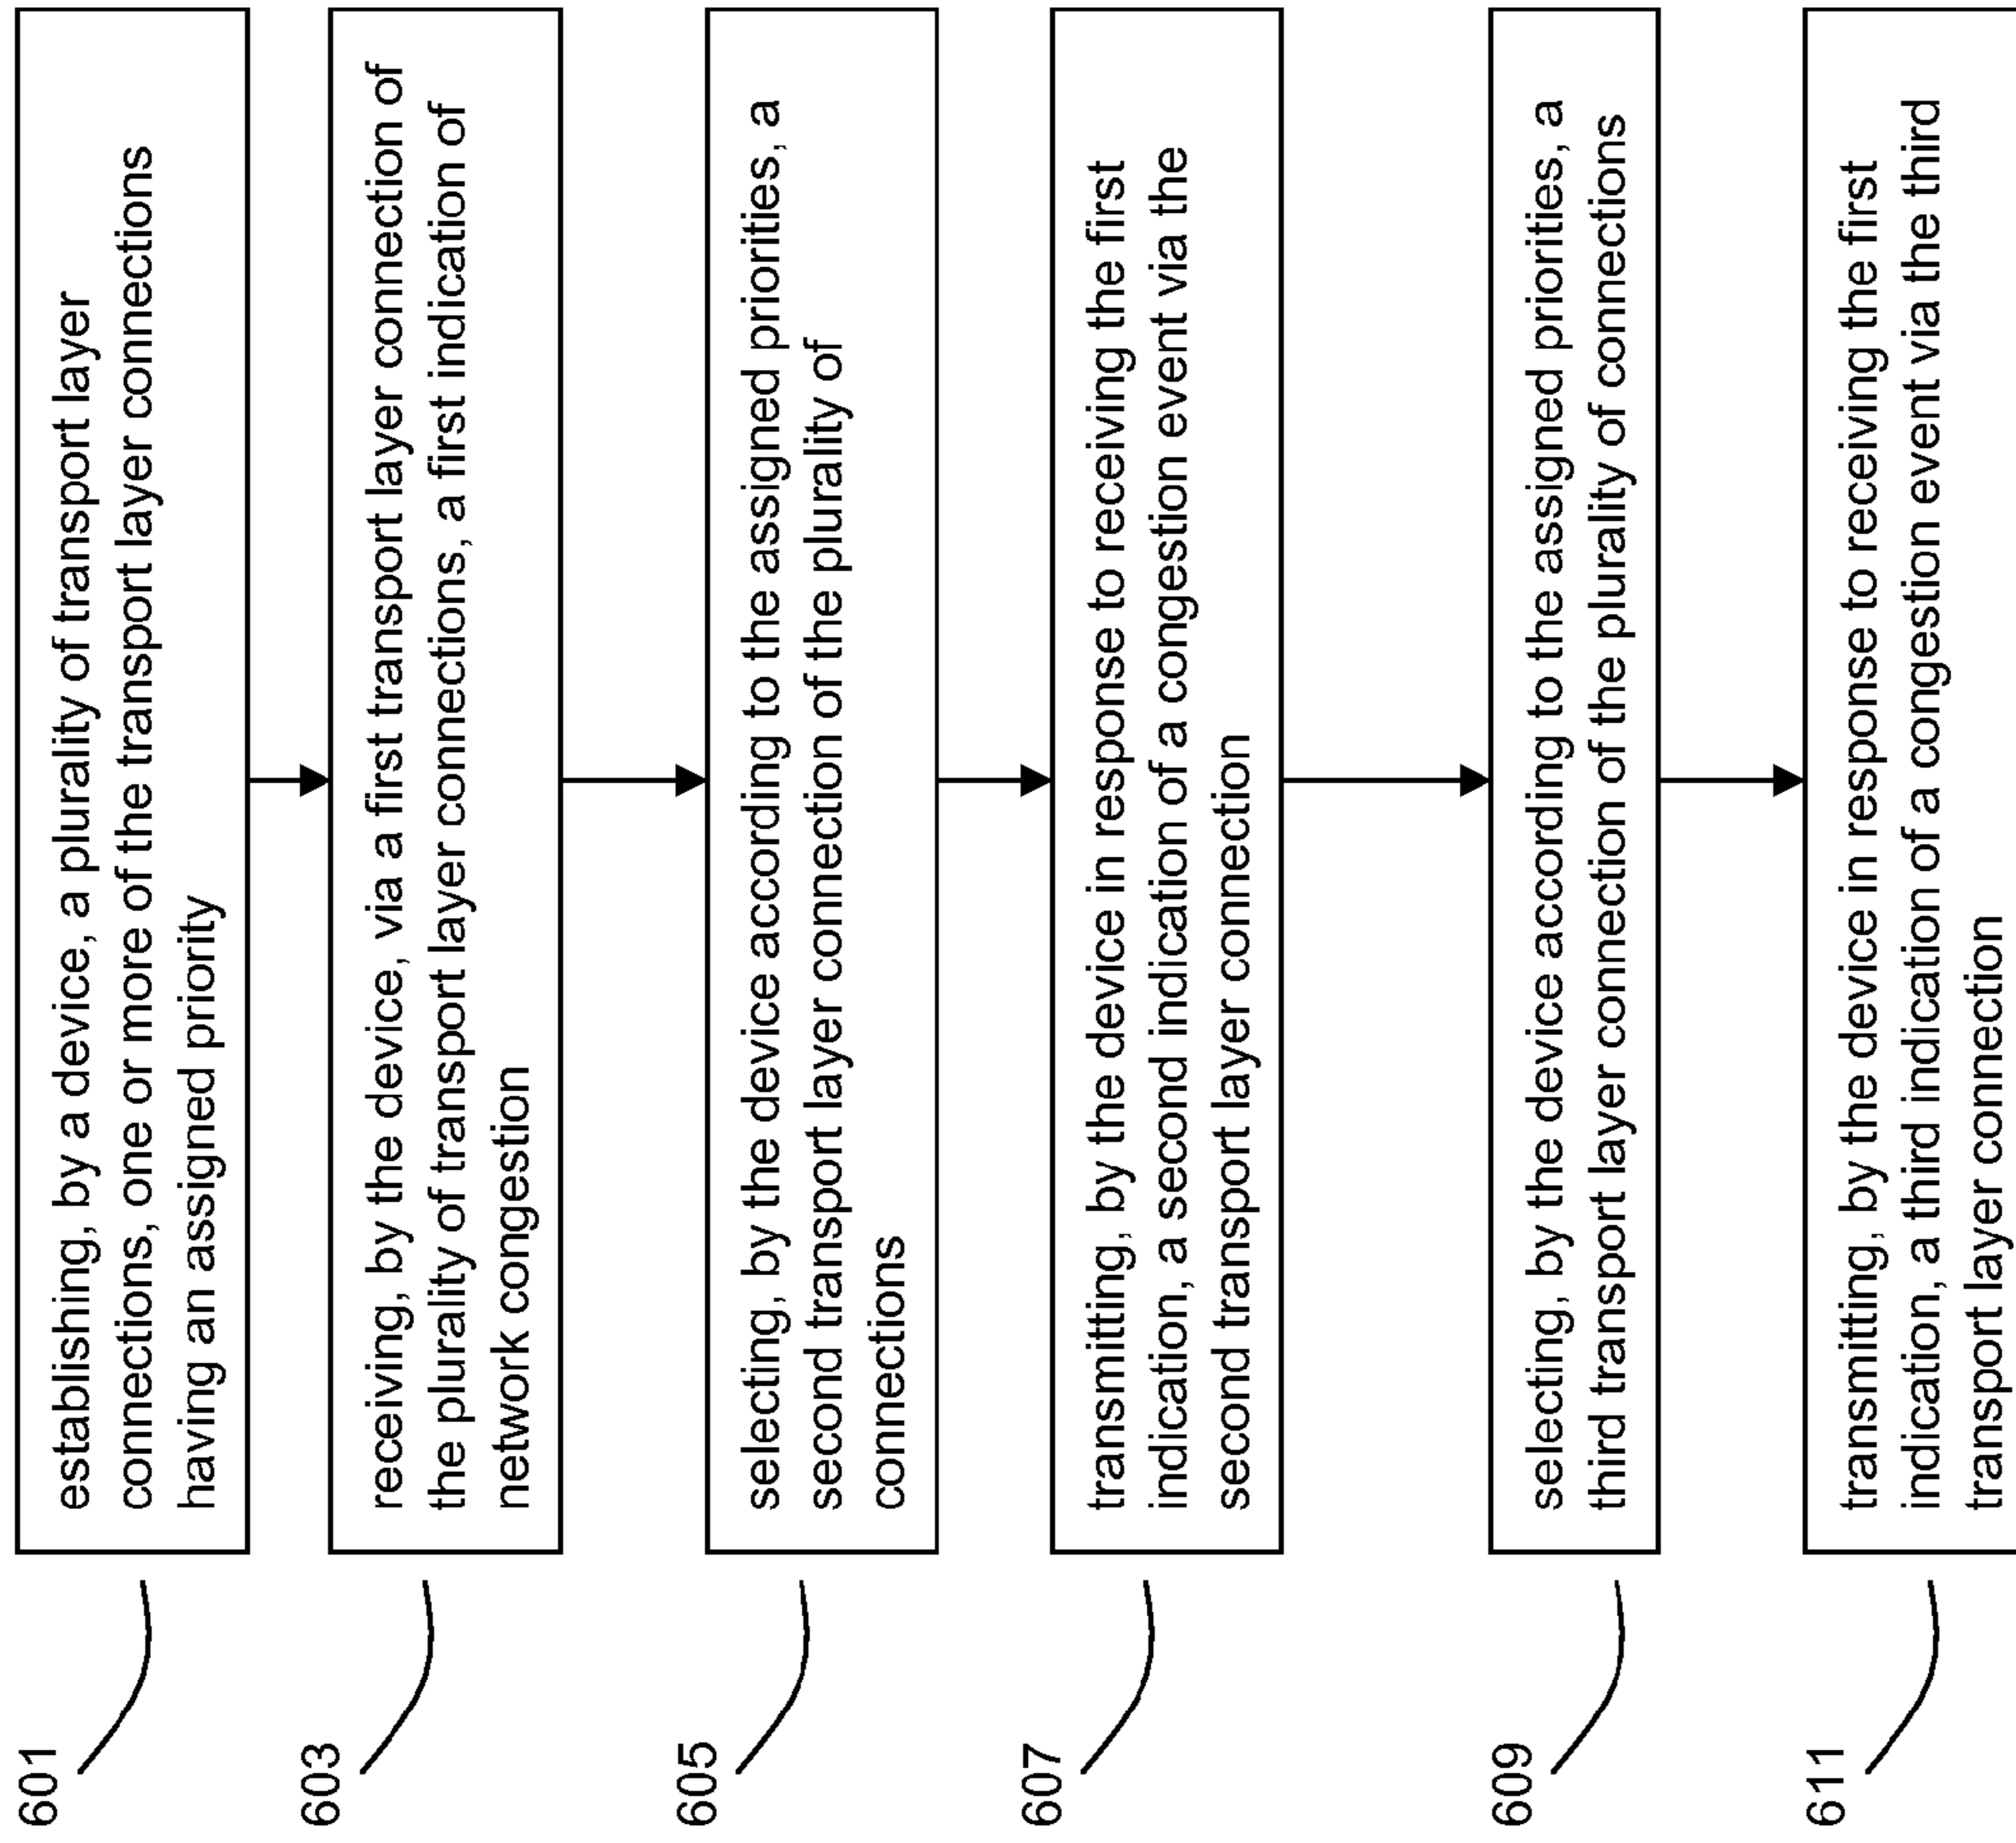 601
establishing, by a device, a plurality of transport layer
connections, one or more of the transport layer connections
having an assigned priority
603
receiving, by the device, via a first transport layer connection of
the plurality of transport layer connections, a first indication of
network congestion
605
selecting, by the device according to the assigned priorities, a
second transport layer connection of the plurality of
connections
607
transmitting, by the device in response to receiving the first
indication, a second indication of a congestion event via the
second transport layer connection
609
selecting, by the device according to the assigned priorities, a
third transport layer connection of the plurality of connections
611
transmitting, by the device in response to receiving the first
indication, a third indication of a congestion event via the third
transport layer connection